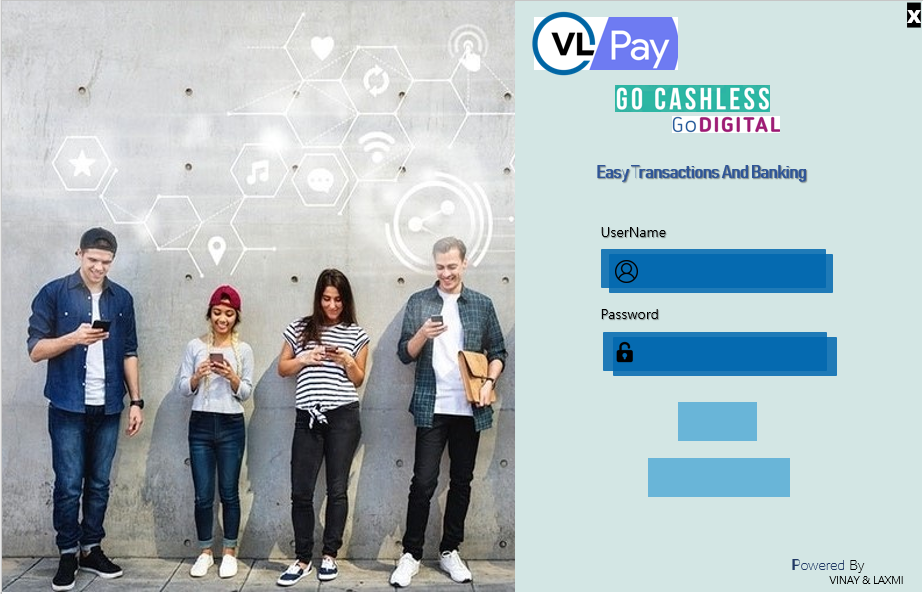 X
VL Pay
GO CASHLESS
GoDIGITAL
Easy Transactions And Banking
UserName
Password
Powered By
VINAY & LAXMI